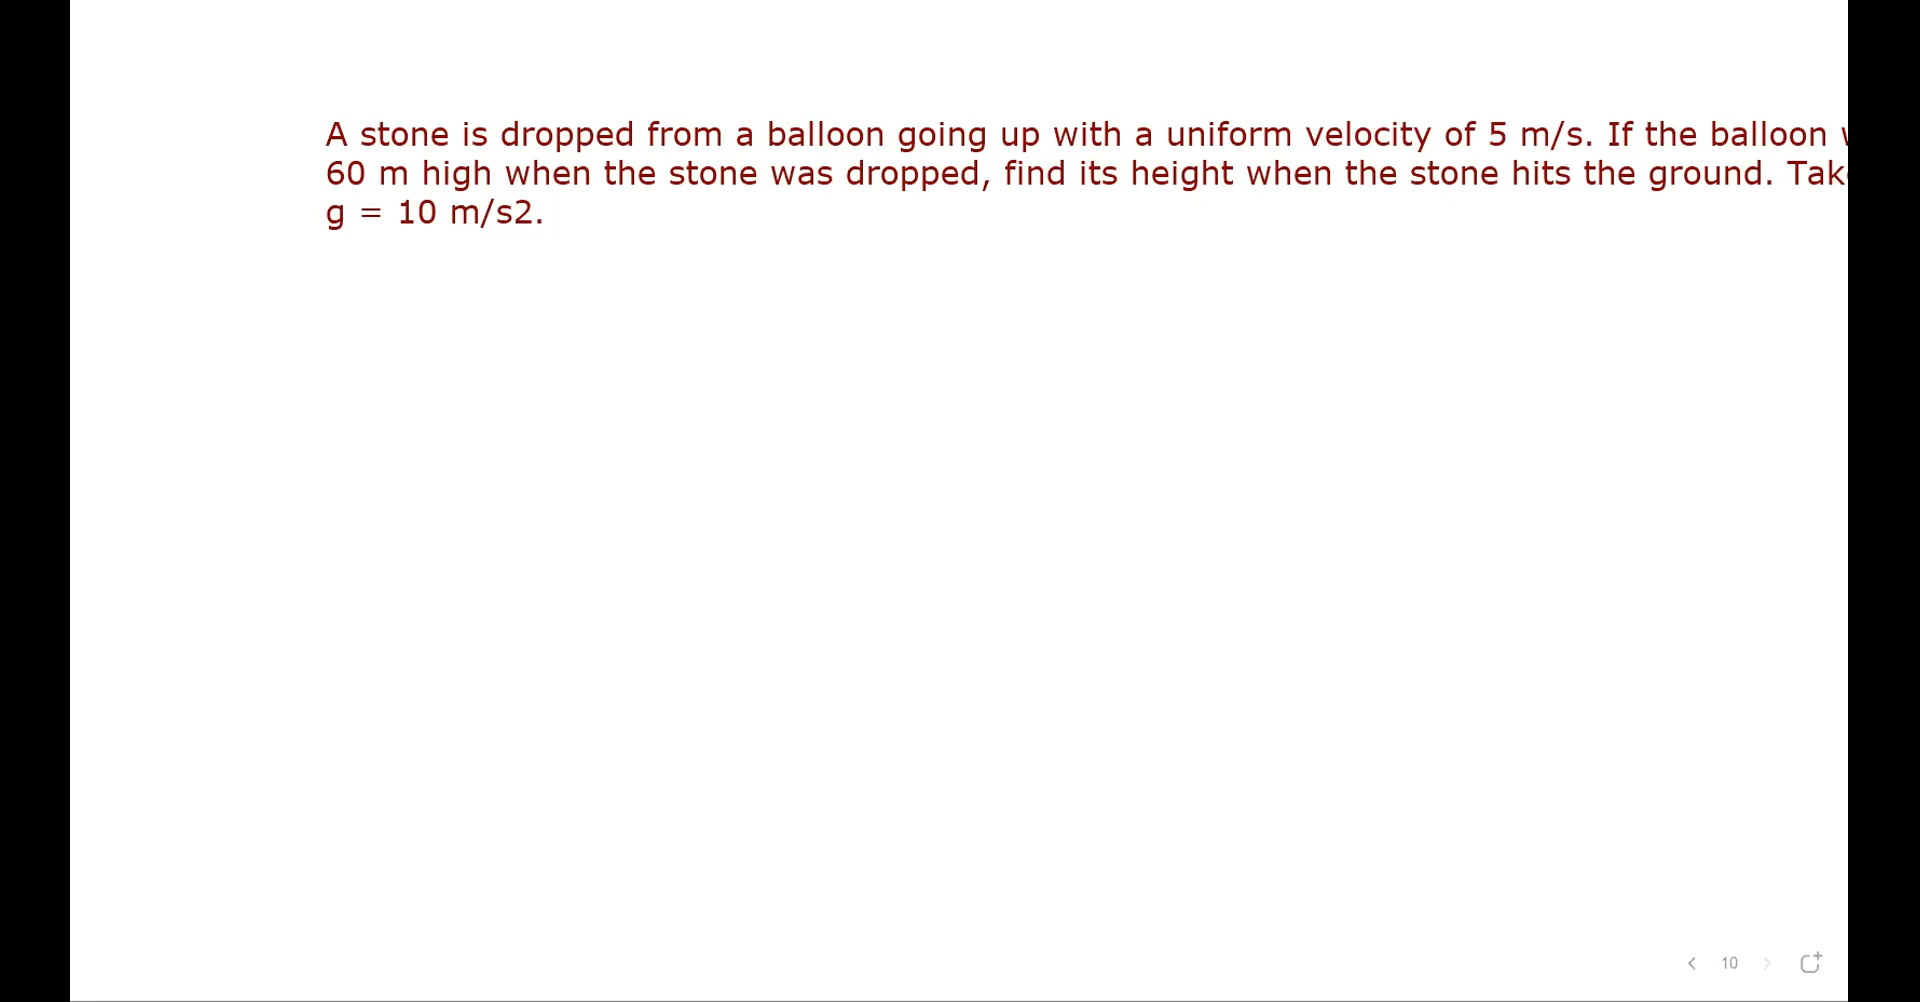 A stone is dropped from a balloon going up with a uniform velocity of 5 m/s. If the balloon
60 m high when the stone was dropped, find its height when the stone hits the ground.
g = 10 m/s2.
10